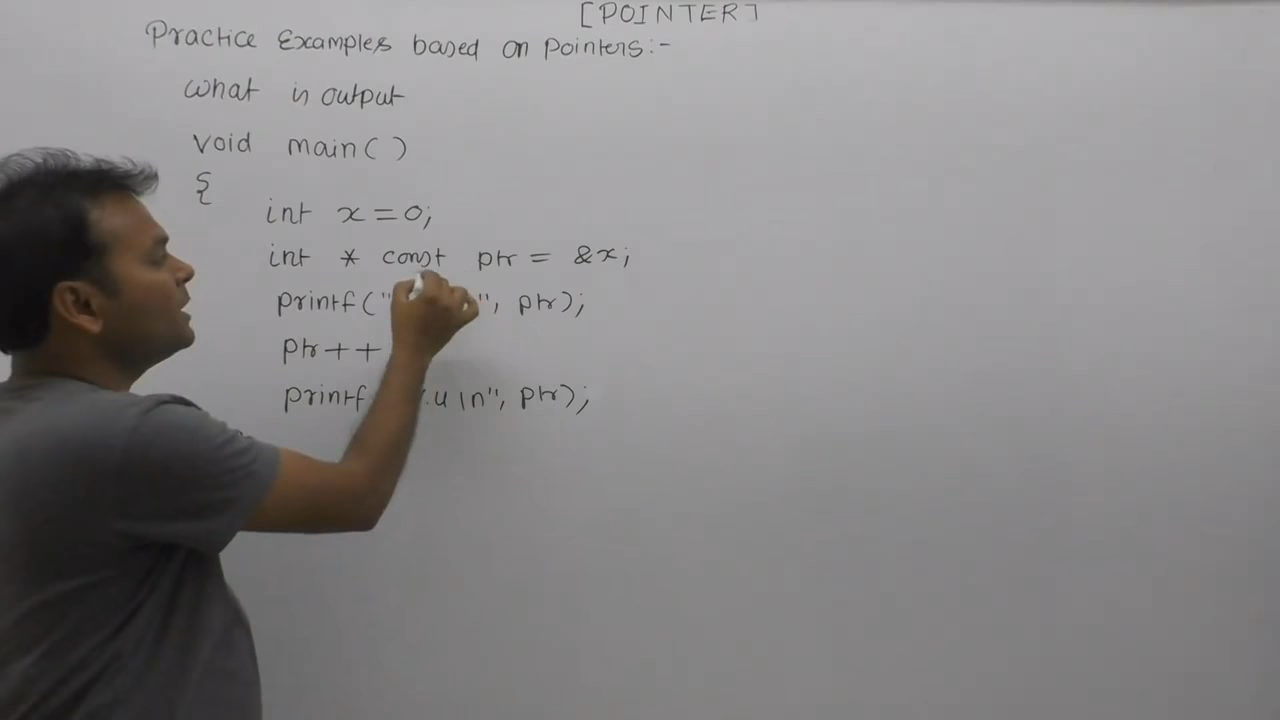 [POINTER]
Practice Examples based on Pointers:-
what is output
void main( )
{
int x=0;
int * const ptr = &x;
printf(" ", ptr);
ptr++
printf .u\n", ptr);